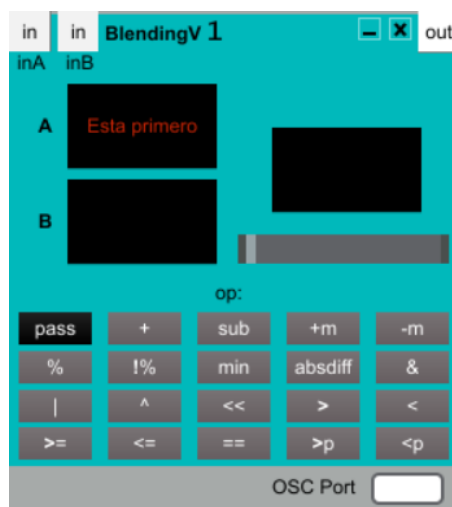 in in BlendingV 1 out
inA inB
A Esta primero
B
op:
pass + sub +m -m
% !% min absdiff &
| ^ << > <
>= <= == >p <p
OSC Port